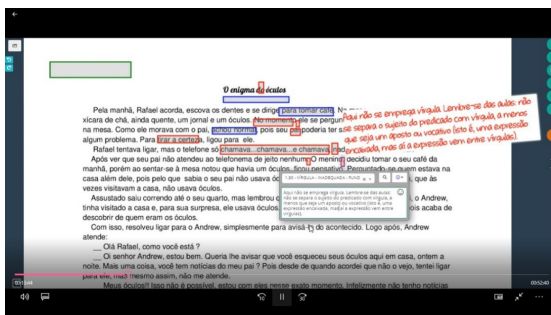 O enigma do óculos
Pela manhã, Rafael acorda, escova os dentes e se dirige para tomar café. Na
xícara de chá, ainda quente, um jornal e um óculos. No momento ele se pergun
na mesa. Como ele morava com o pai, achou normal, pois seu pai poderia ter
algum problema. Para tirar a certeza, ligou para ele.
Rafael tentava ligar, mas o telefone só chamava...chamava...e chamava,
Após ver que seu pai não atendeu ao telefonema de jeito nenhum. O menino, decidiu tomar o seu café da
manhã, porém ao sentar-se à mesa notou que havia um óculos, ficou pensativo. Perguntando-se quem estava na
casa além dele, pois pelo que sabia o seu pai não usava
que, às
vezes visitavam a casa, não usava óculos.
Assustado saiu correndo até o seu quarto, mas lembrou
, o Andrew,
tinha visitado a casa e, para sua surpresa, ele usava óculos.
pois acaba de
descobrir de quem eram os óculos.
Com isso, resolveu ligar para o Andrew, simplesmente para avisá- do acontecido. Logo após, Andrew
atende:
__ Olá Rafael, como você está ?
__ Oi senhor Andrew, estou bem. Queria lhe avisar que você esqueceu seus óculos aqui em casa, ontem a
noite. Mais uma coisa, você tem notícias do meu pai ? Pois desde de quando acordei que não o vejo, tentei ligar
para ele, mas mesmo assim, não me atende.
__ Meus óculos!! Isso não é possível, estou com eles nesse exato momento. Infelizmente não tenho notícias
Aqui não se emprega vírgula. Lembre-se das aulas: não
se separa o sujeito do predicado com vírgula, a menos
que seja um aposto ou vocativo (isto é, uma expressão
encaixada, mas aí a expressão vem entre vírgulas).
VÍRGULA - INADEQUADA
Aqui não se emprega vírgula. Lembre-se das aulas:
não se separa o sujeito do predicado com vírgula, a
menos que seja um aposto ou vocativo (isto é, uma
expressão encaixada, mas aí a expressão vem entre
vírgulas).
00:52:40